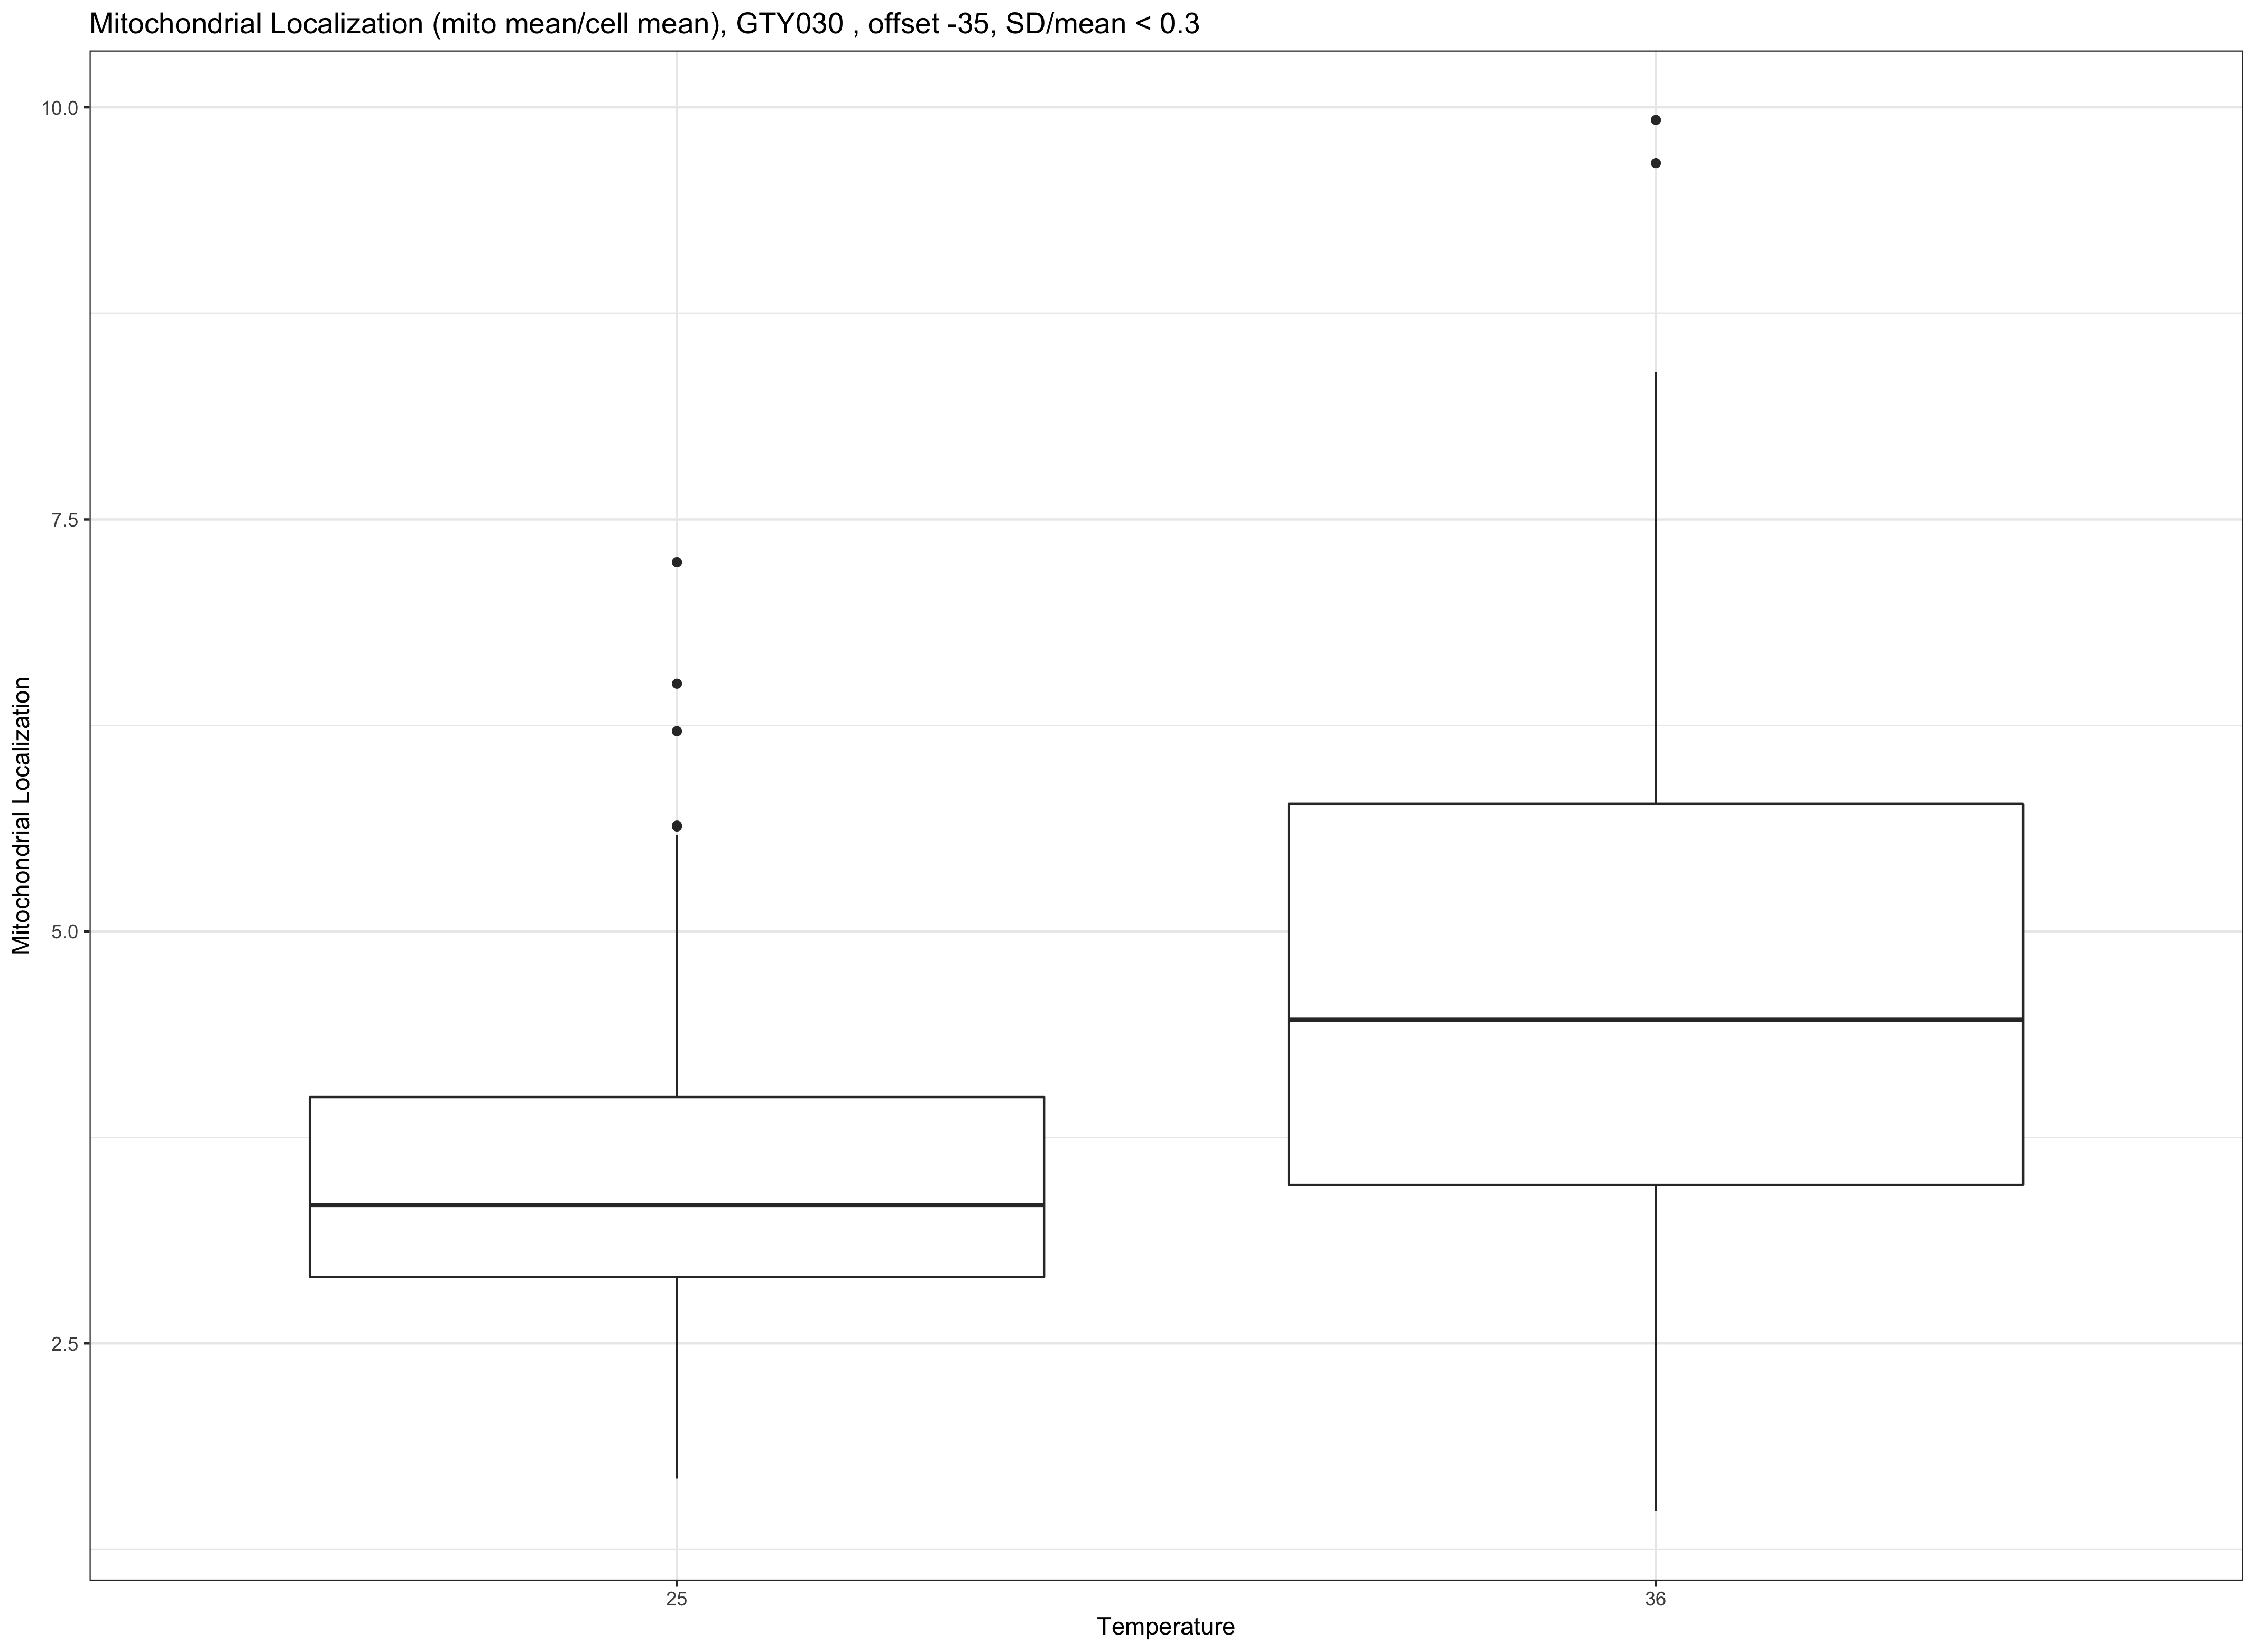 Mitochondrial Localization (mito mean/cell mean), GTY030 , offset -35, SD/mean < 0.3
Mitochondrial Localization
10.0
7.5
5.0
2.5
25
36
Temperature